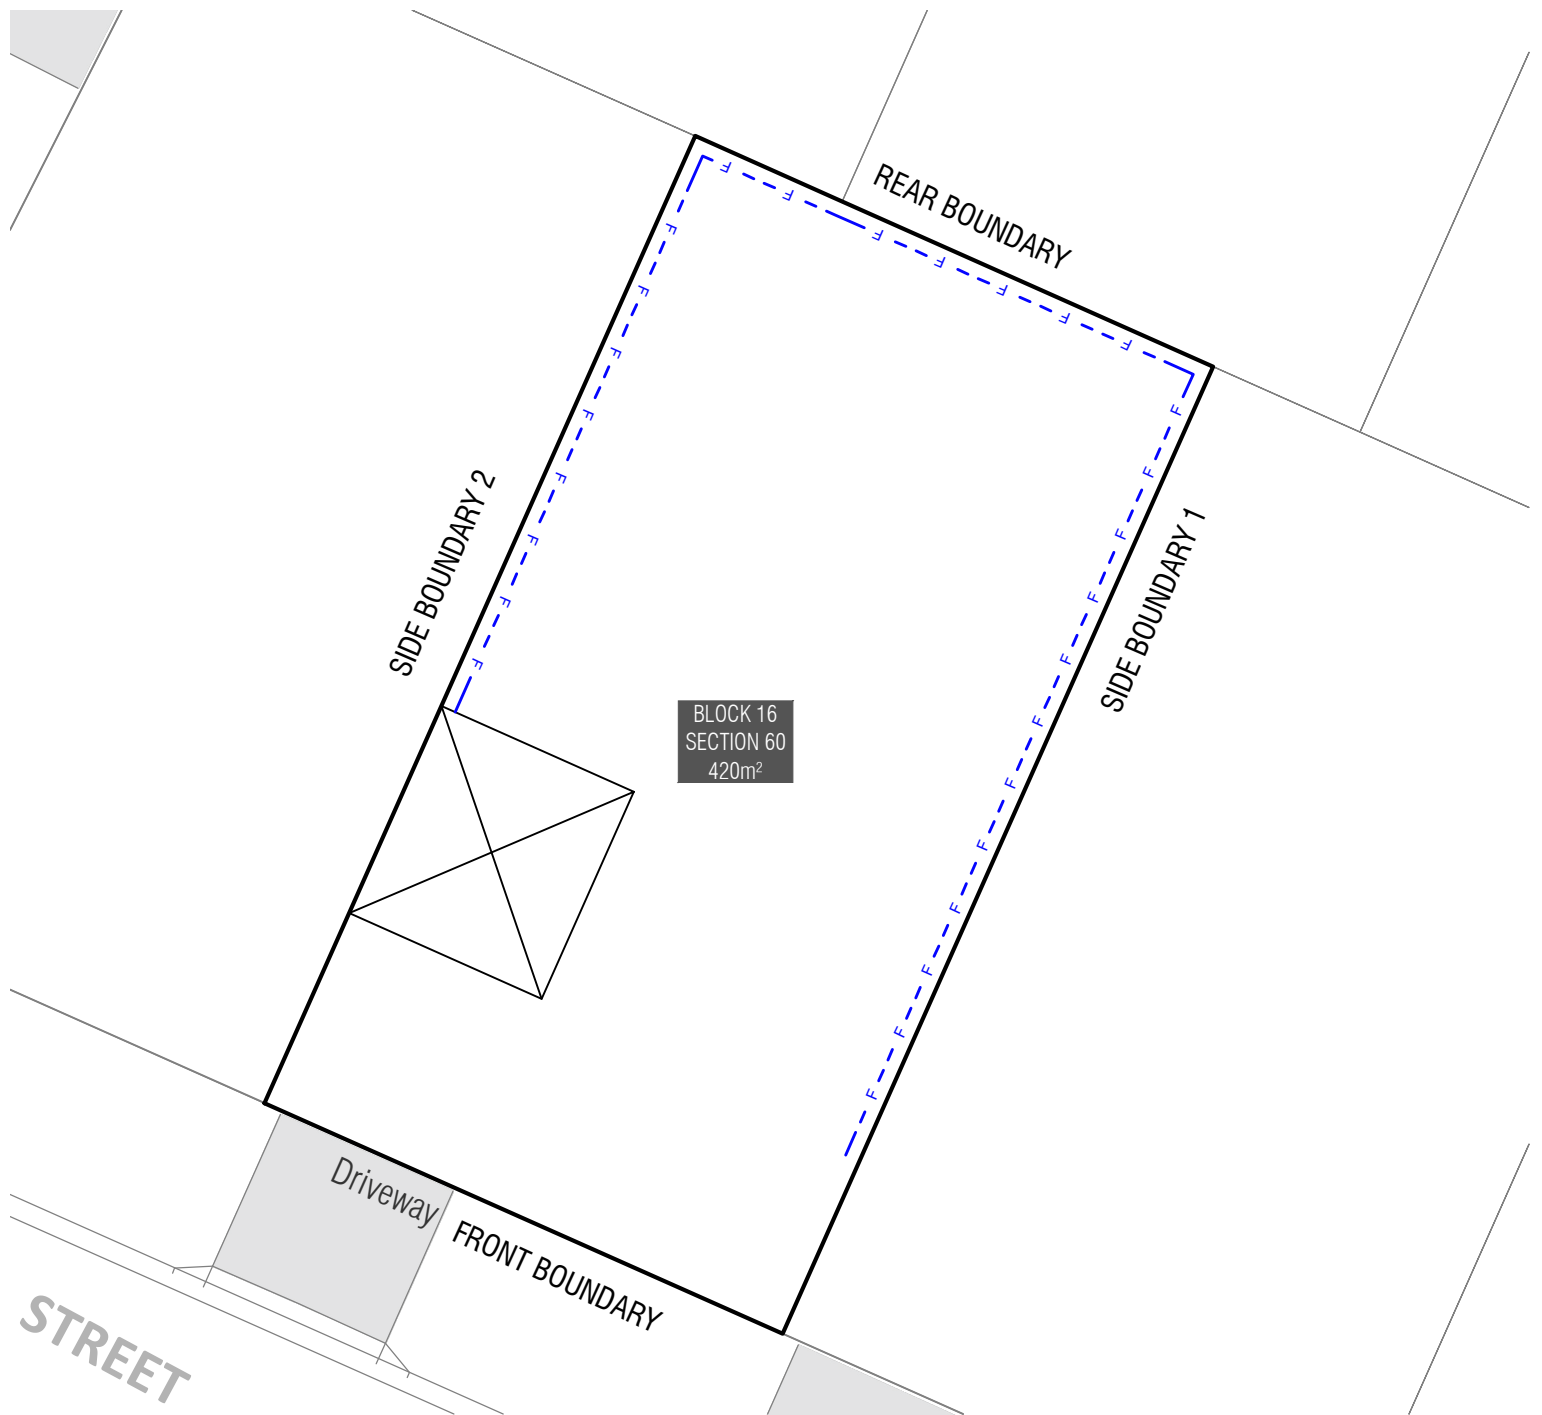 REAR BOUNDARY
F F F F F F F
SIDE BOUNDARY 2
F F F F F F F F
SIDE BOUNDARY 1
F F F F F F F F F F F F
BLOCK 16
SECTION 60
420m²
Driveway
FRONT BOUNDARY
STREET